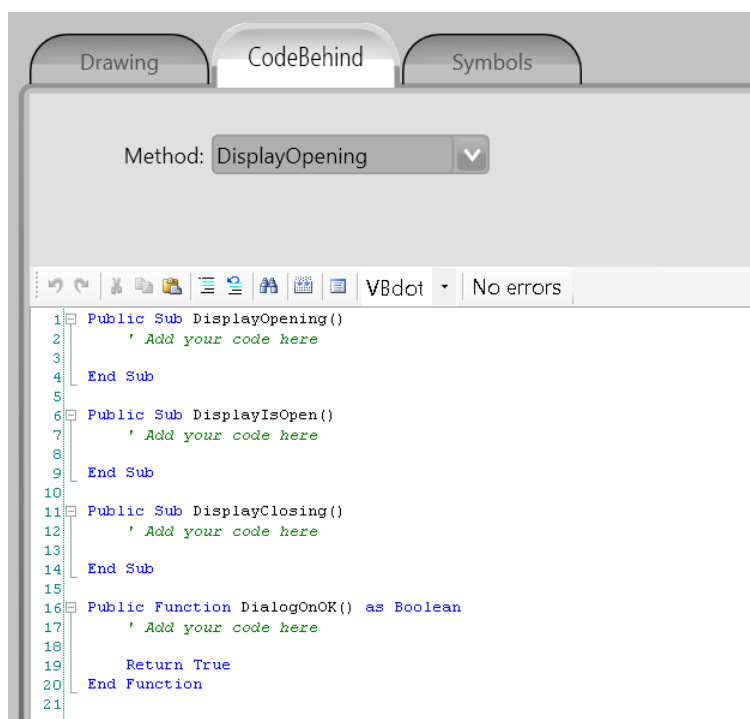 Drawing CodeBehind Symbols
Method: DisplayOpening
VBdot No errors
1 Public Sub DisplayOpening()
2     ' Add your code here
3
4 End Sub
5
6 Public Sub DisplayIsOpen()
7     ' Add your code here
8
9 End Sub
10
11 Public Sub DisplayClosing()
12     ' Add your code here
13
14 End Sub
15
16 Public Function DialogOnOK() as Boolean
17     ' Add your code here
18
19     Return True
20 End Function
21